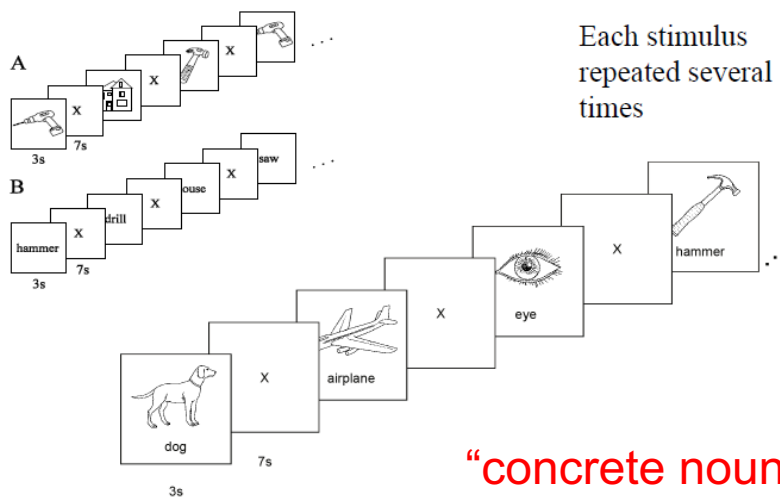 A
X
X
X
3s
7s
. . .
B
hammer
X
drill
X
ouse
X
saw
3s
7s
. . .
Each stimulus
repeated several
times
dog
X
airplane
X
eye
X
hammer
. . .
3s
7s
“concrete noun